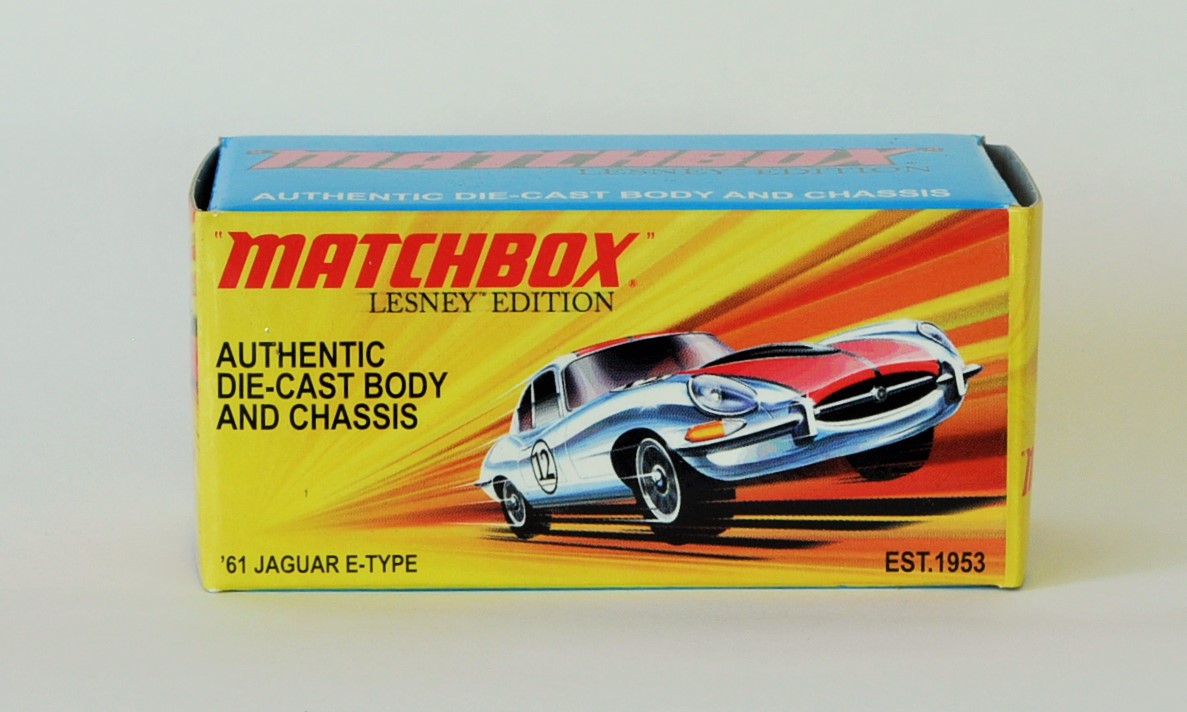 "MATCHBOX"
LESNEY EDITION
AUTHENTIC DIE-CAST BODY AND CHASSIS
"MATCHBOX"®
LESNEY™ EDITION
AUTHENTIC
DIE-CAST BODY
AND CHASSIS
12
'61 JAGUAR E-TYPE
EST.1953